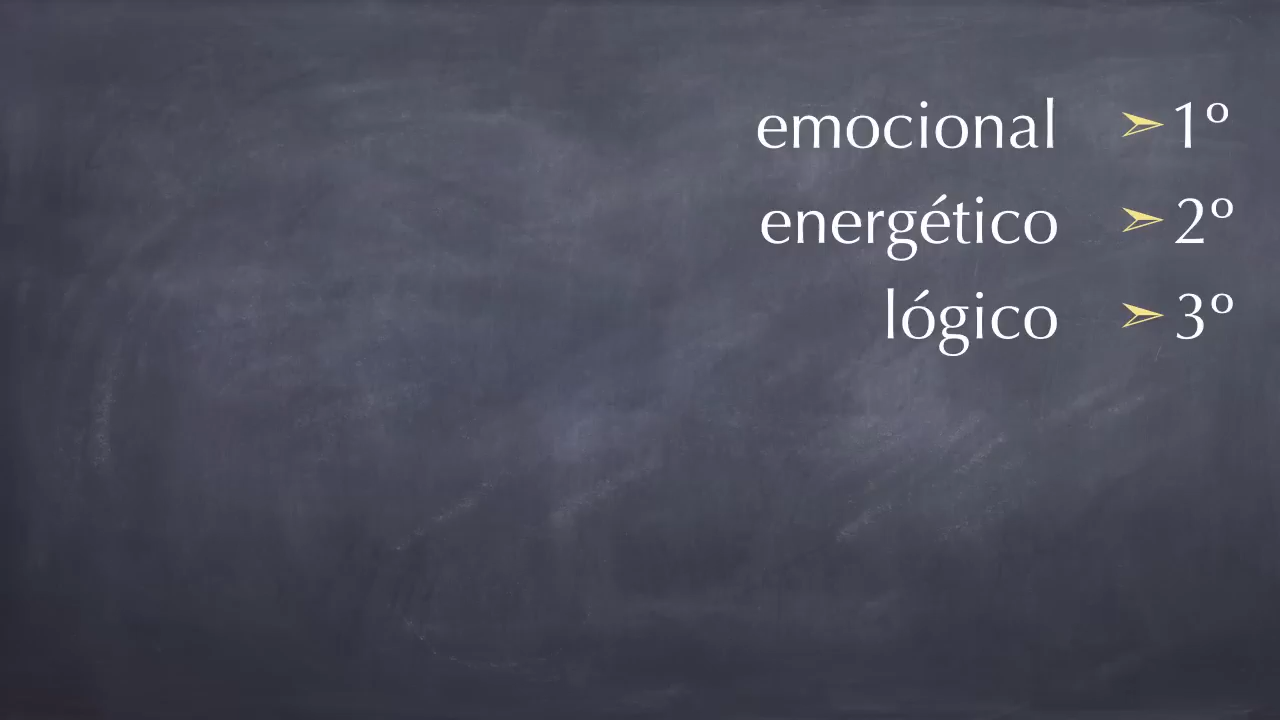 emocional ➣ 1º
energético ➣ 2º
lógico ➣ 3º